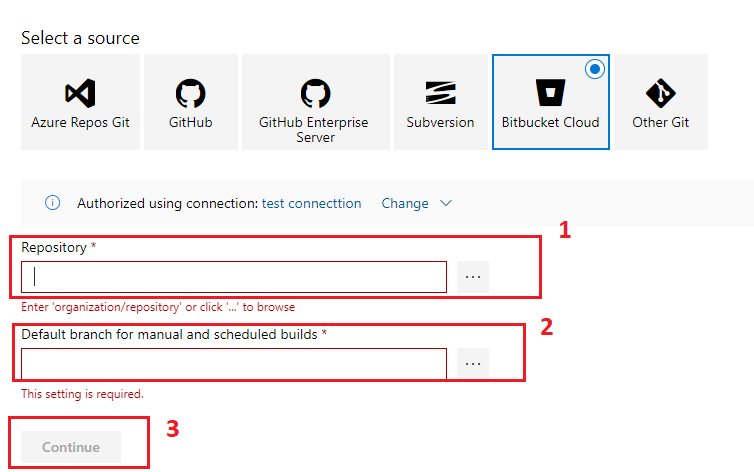 Select a source
Azure Repos Git
GitHub
GitHub Enterprise
Server
Subversion
Bitbucket Cloud
Other Git
Authorized using connection: test connecttion Change
1
Repository *
...
Enter 'organization/repository' or click '...' to browse
2
Default branch for manual and scheduled builds *
...
This setting is required.
3
Continue